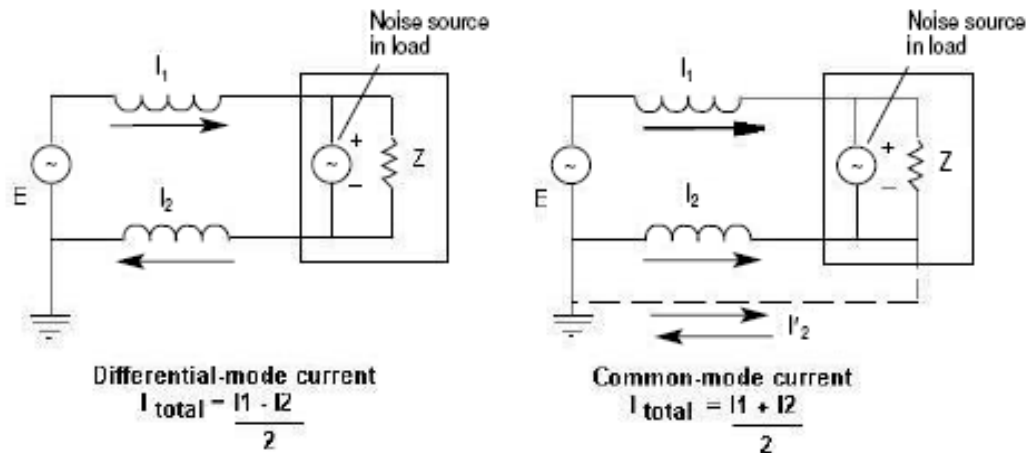 Noise source
in load
I1
+
~
~
–
Z
E
I2
Differential-mode current
I total = I1 - I2
2
Noise source
in load
I1
+
~
~
–
Z
E
I2
I'2
Common-mode current
I total = I1 + I2
2